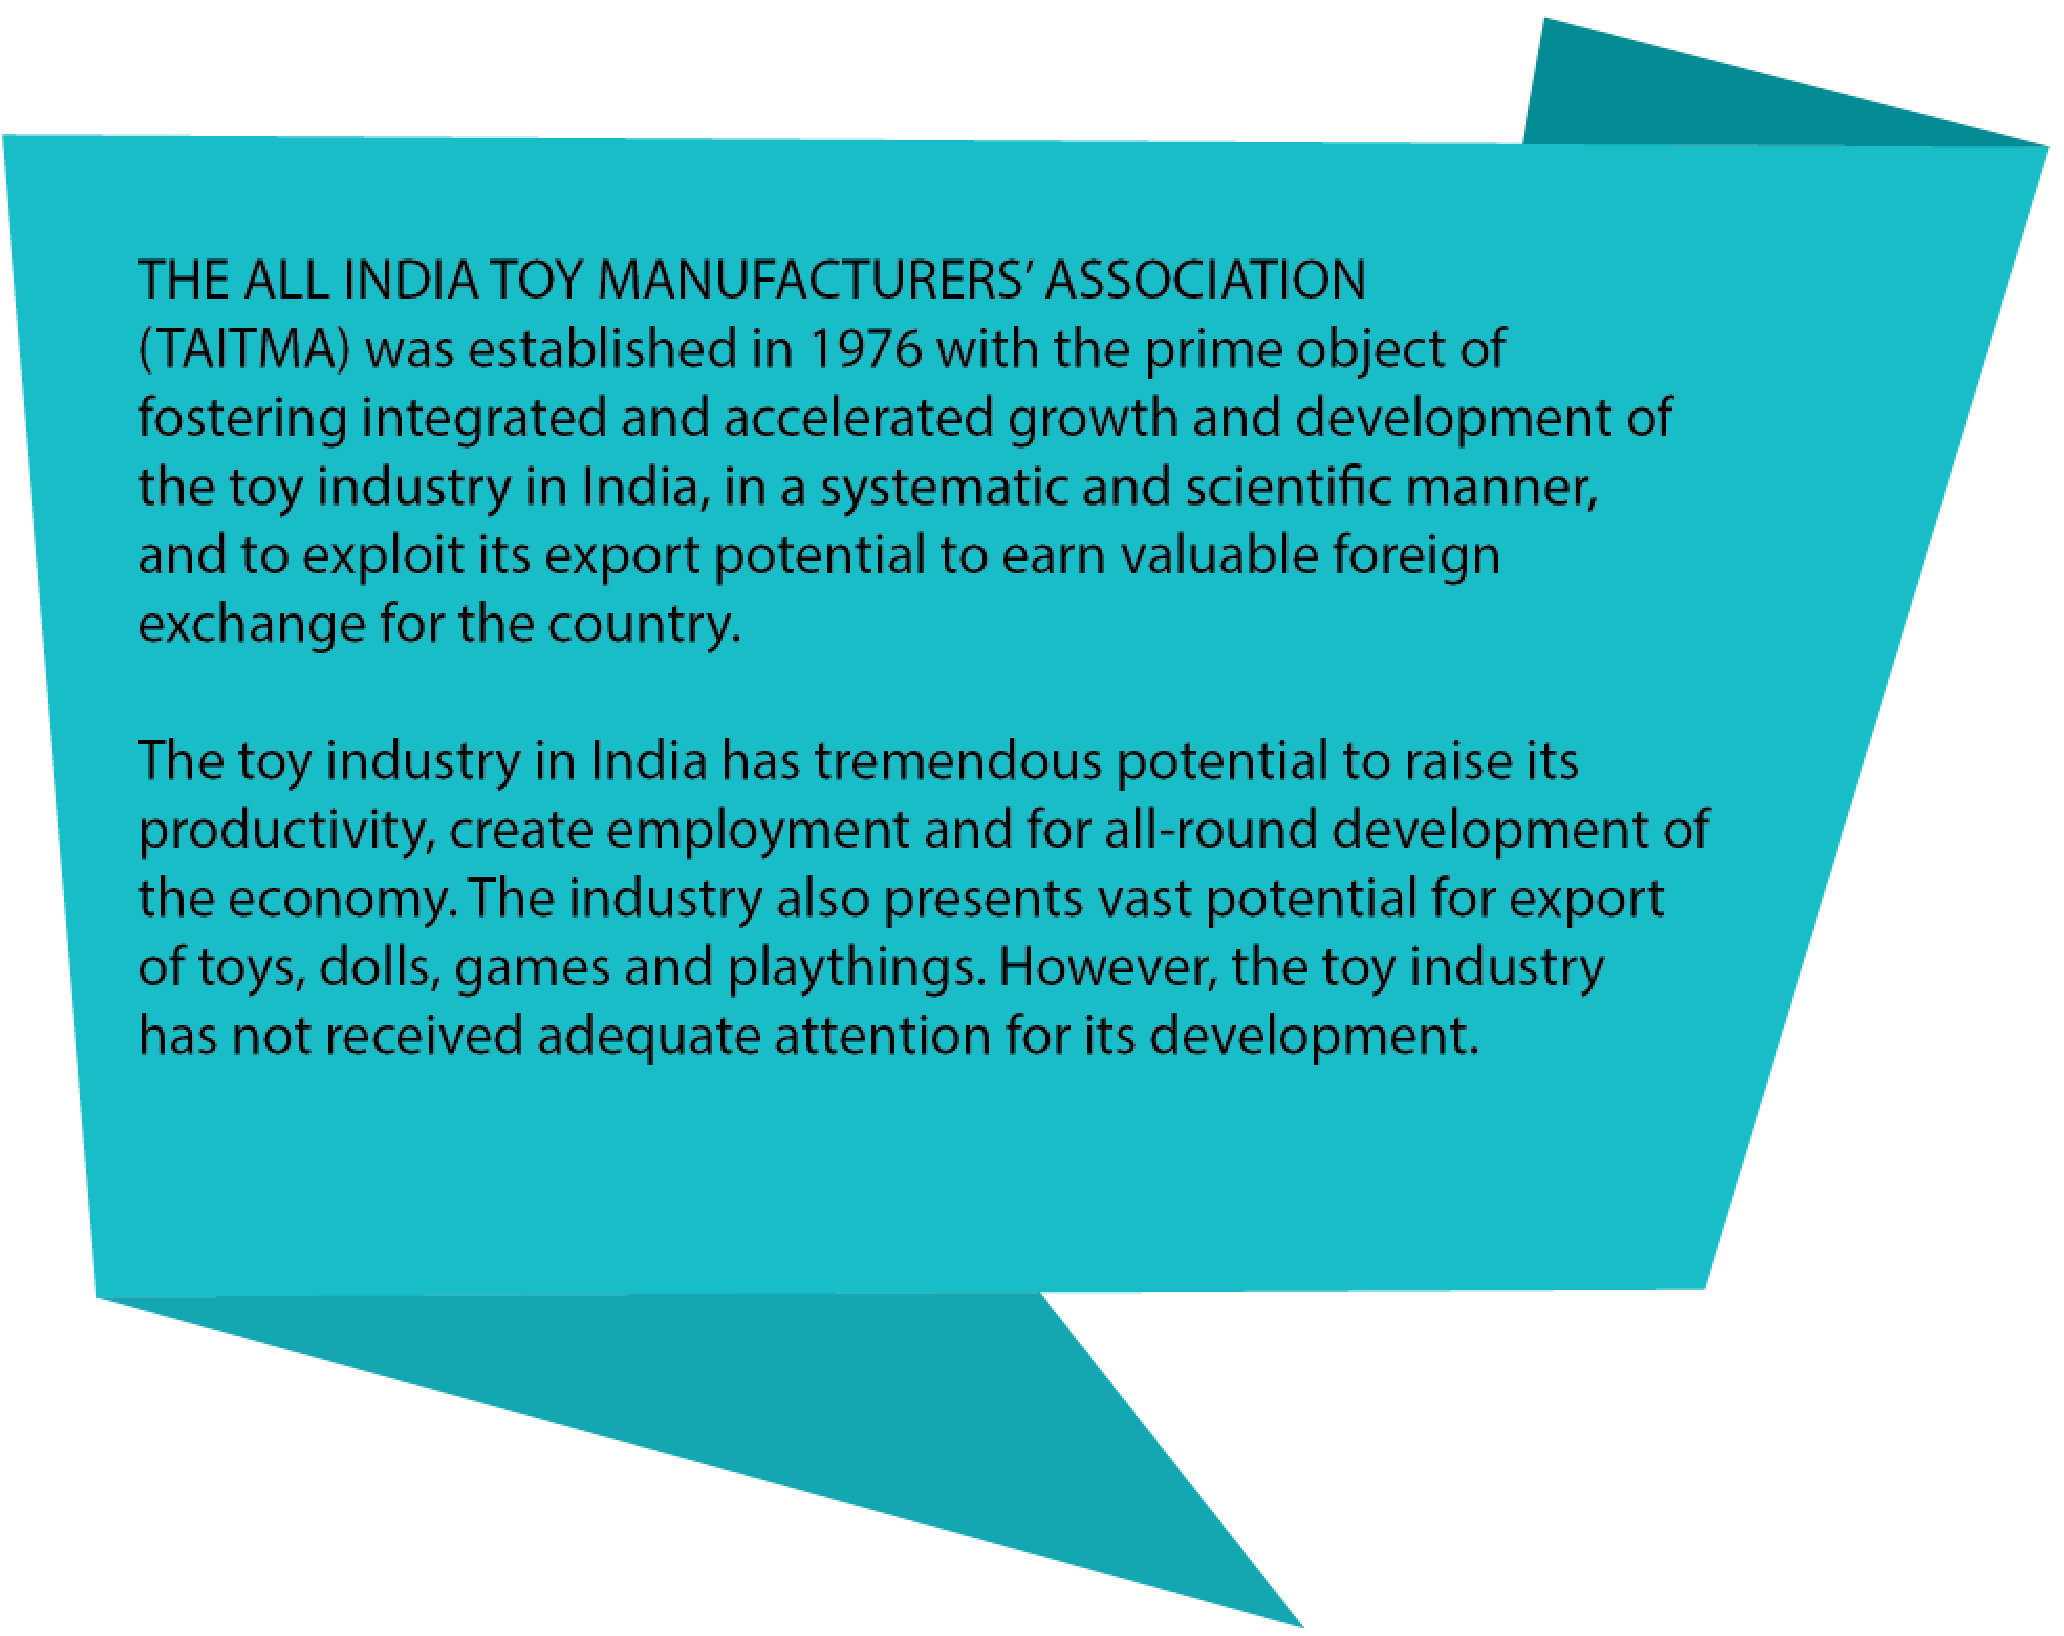 THE ALL INDIA TOY MANUFACTURERS’ ASSOCIATION
(TAITMA) was established in 1976 with the prime object of
fostering integrated and accelerated growth and development of
the toy industry in India, in a systematic and scientific manner,
and to exploit its export potential to earn valuable foreign
exchange for the country.
The toy industry in India has tremendous potential to raise its
productivity, create employment and for all-round development of
the economy. The industry also presents vast potential for export
of toys, dolls, games and playthings. However, the toy industry
has not received adequate attention for its development.